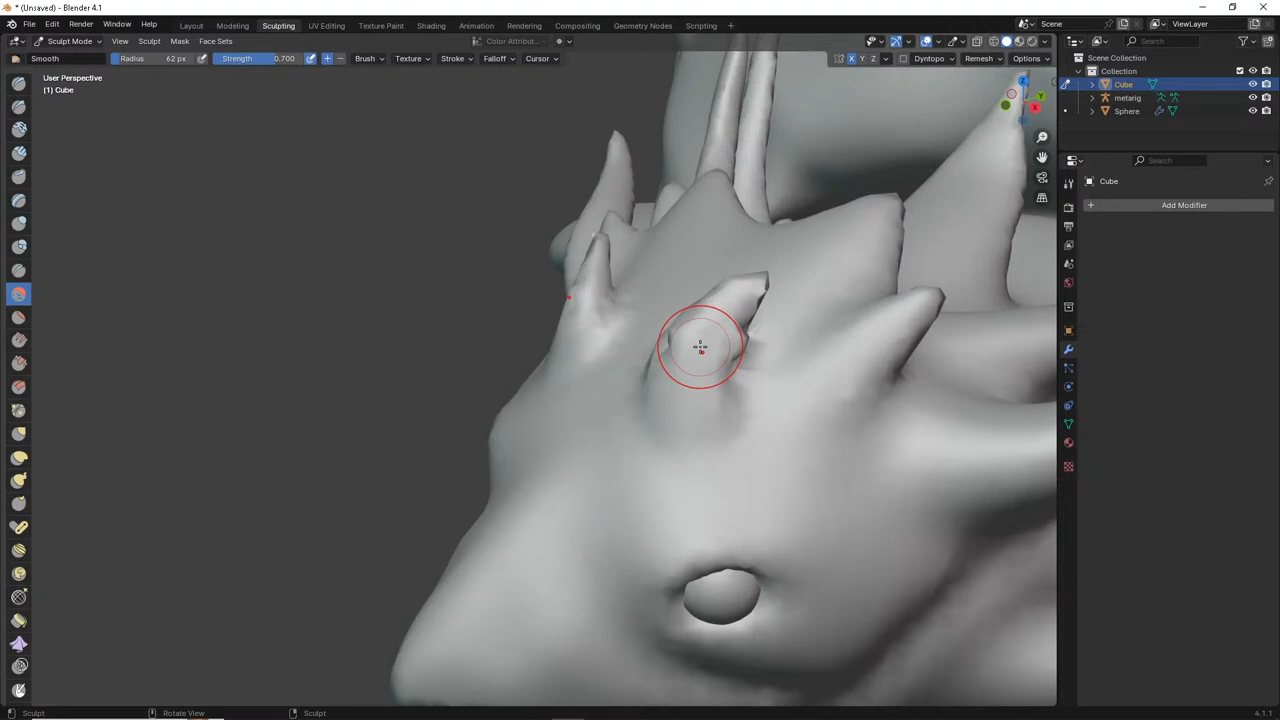 * (Unsaved) - Blender 4.1
File Edit Render Window Help Layout Modeling Sculpting UV Editing Texture Paint Shading Animation Rendering Compositing Geometry Nodes Scripting + Scene ViewLayer
Sculpt Mode View Sculpt Mask Face Sets Color Attribut... Search
Smooth Radius 62 px Strength 0.700 Brush Texture Stroke Falloff Cursor X Y Z Dyntopo Remesh Options
Scene Collection
Collection
User Perspective
(1) Cube
Cube
metarig
Sphere
Z
Y
X
Search
Cube
Add Modifier
Sculpt Rotate View Sculpt 4.1.1